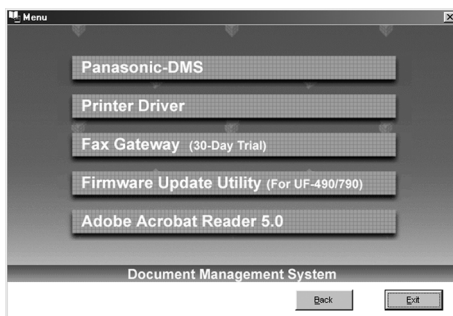 Menu
Panasonic-DMS
Printer Driver
Fax Gateway (30-Day Trial)
Firmware Update Utility (For UF-490/790)
Adobe Acrobat Reader 5.0
Document Management System
Back
Exit